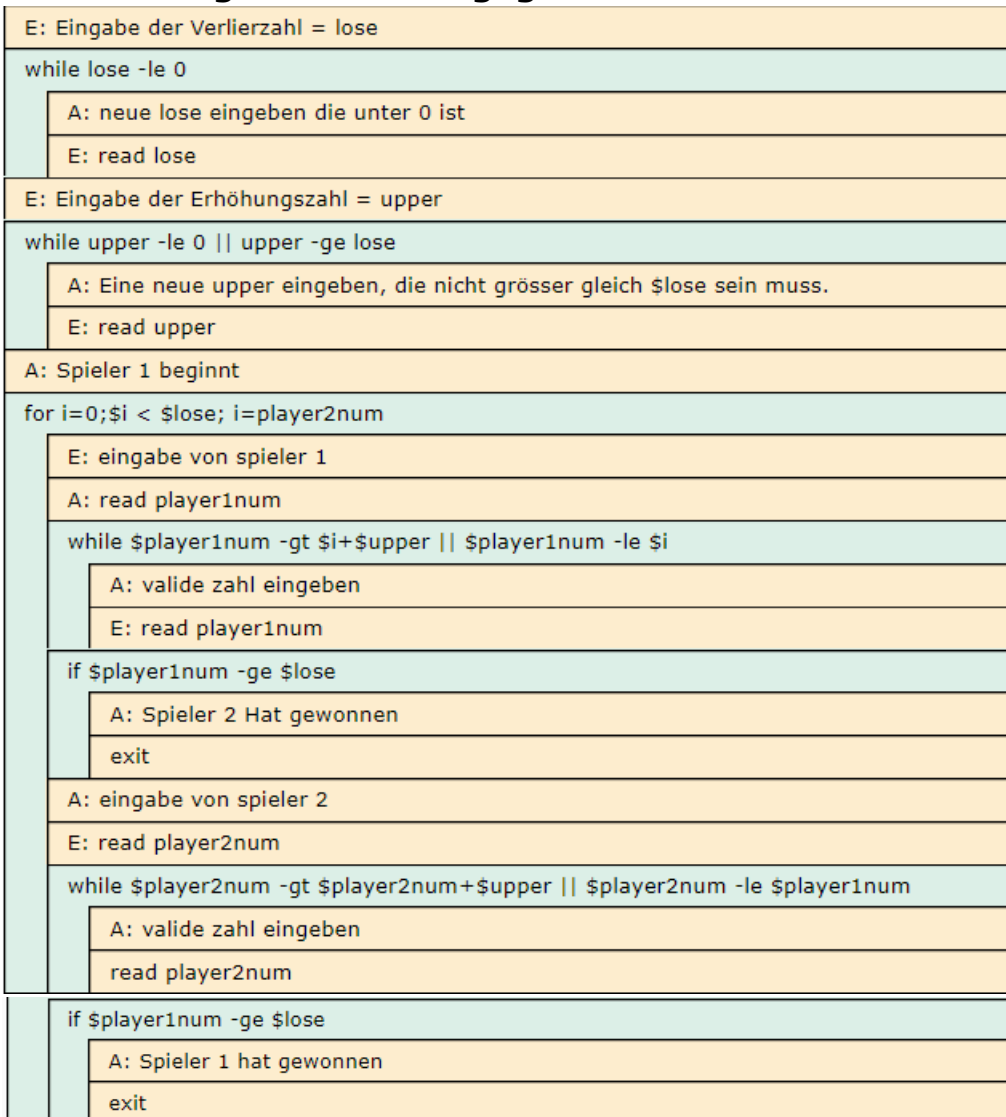 E: Eingabe der Verlierzahl = lose
while lose -le 0
A: neue lose eingeben die unter 0 ist
E: read lose
E: Eingabe der Erhöhungszahl = upper
while upper -le 0 || upper -ge lose
A: Eine neue upper eingeben, die nicht grösser gleich $lose sein muss.
E: read upper
A: Spieler 1 beginnt
for i=0;$i < $lose; i=player2num
E: eingabe von spieler 1
A: read player1num
while $player1num -gt $i+$upper || $player1num -le $i
A: valide zahl eingeben
E: read player1num
if $player1num -ge $lose
A: Spieler 2 Hat gewonnen
exit
A: eingabe von spieler 2
E: read player2num
while $player2num -gt $player2num+$upper || $player2num -le $player1num
A: valide zahl eingeben
read player2num
if $player1num -ge $lose
A: Spieler 1 hat gewonnen
exit